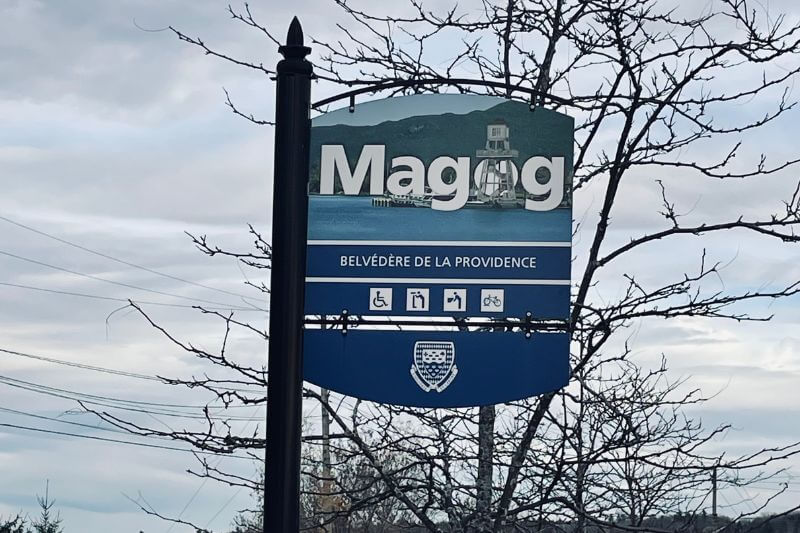 Magog
BELVÉDÈRE DE LA PROVIDENCE